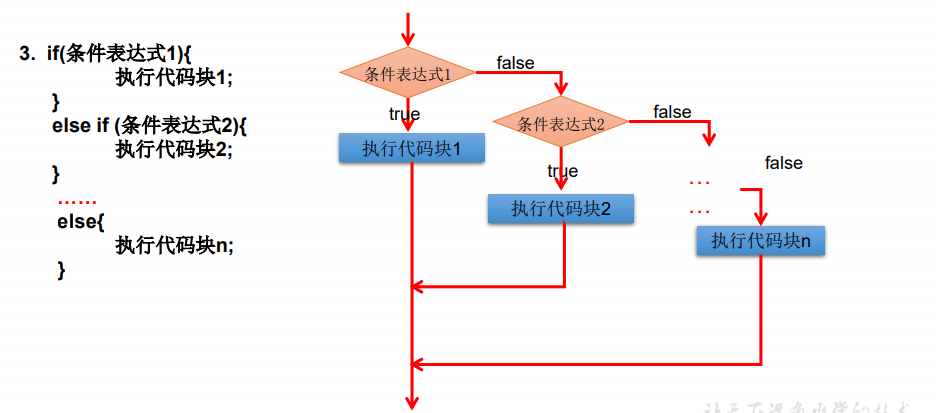 3. if(条件表达式1){
执行代码块1;
}
else if (条件表达式2){
执行代码块2;
}
……
else{
执行代码块n;
}
条件表达式1
false
true
执行代码块1
条件表达式2
false
true
执行代码块2
...
...
false
执行代码块n